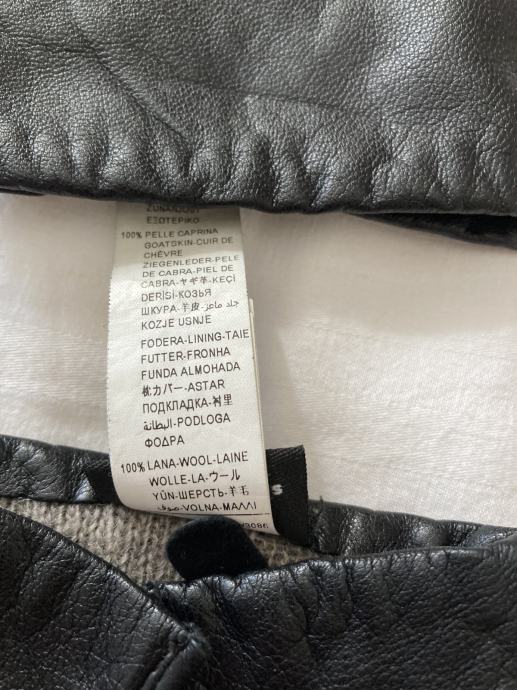 ΕΞΩΤΕΡΙΚΟ
100% PELLE CAPRINA
GOATSKIN-CUIR DE
CHÈVRE
ZIEGENLEDER-PELE
DE CABRA-PIEL DE
CABRA-ヤギ革-KEÇİ
DERİSİ-КОЗЬЯ
ШКУРА-羊皮-جلد ماعز
KOZJE USNJE
FODERA-LINING-TAIE
FUTTER-FRONHA
FUNDA ALMOHADA
枕カバー-ASTAR
ПОДКЛАДКА-衬里
البطانة-PODLOGA
ΦΟΔΡΑ
100% LANA-WOOL-LAINE
WOLLE-LA-ウール
YÜN-ШЕРСТЬ-羊毛
صوف-VOLNA-ΜΑΛΛΙ
3086
S